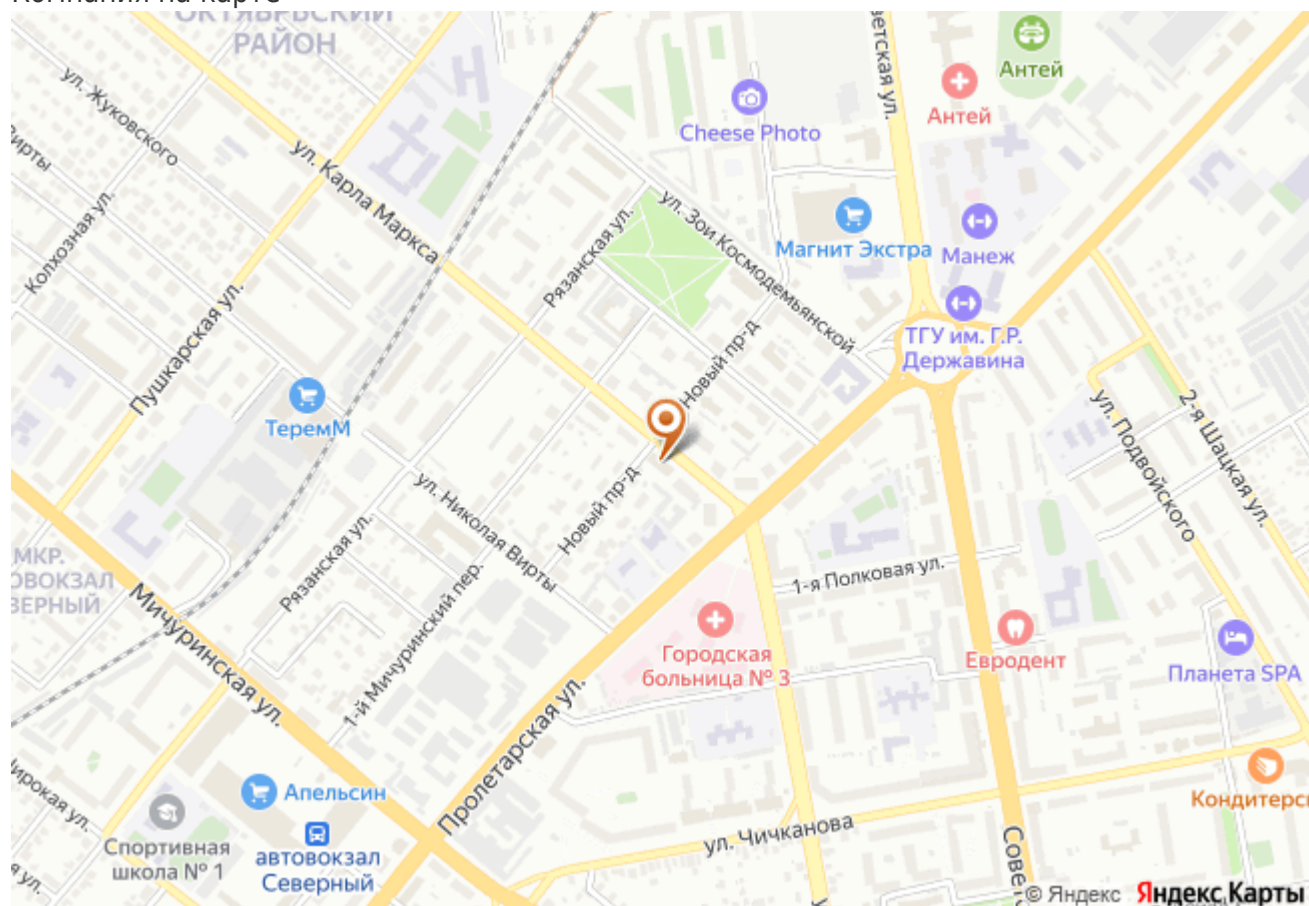 Компания на карте
ОКТЯБРЬСКИЙ
РАЙОН
Антей
Антей
Cheese Photo
ул. Жуковского
ул. Карла Маркса
Колхозная ул.
Пушкарская ул.
Рязанская ул.
ул. Зои Космодемьянской
Магнит Экстра
Манеж
ТГУ им. Г.Р.
Державина
Новый пр-д
ТеремМ
ул. Подвойского
2-я Шацкая ул.
ул. Николая Вирты
Новый пр-д
Рязанская ул.
1-й Мичуринский пер.
1-я Полковая ул.
МКР.
Мичуринская ул.
Городская
больница № 3
Евродент
Планета SPA
Пролетарская ул.
Апельсин
Спортивная
школа № 1
автовокзал
Северный
ул. Чичканова
© Яндекс Яндекс Карты